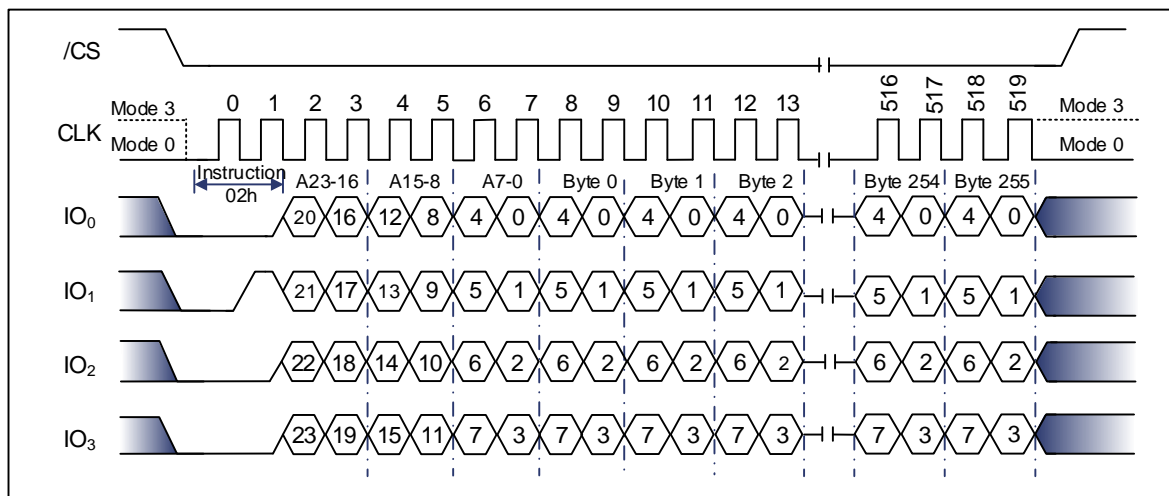 /CS
0 1 2 3 4 5 6 7 8 9 10 11 12 13 516 517 518 519
Mode 3 Mode 3
CLK
Mode 0 Mode 0
Instruction A23-16 A15-8 A7-0 Byte 0 Byte 1 Byte 2 Byte 254 Byte 255
02h
IO0 20 16 12 8 4 0 4 0 4 0 4 0 4 0 4 0
IO1 21 17 13 9 5 1 5 1 5 1 5 1 5 1 5 1
IO2 22 18 14 10 6 2 6 2 6 2 6 2 6 2 6 2
IO3 23 19 15 11 7 3 7 3 7 3 7 3 7 3 7 3